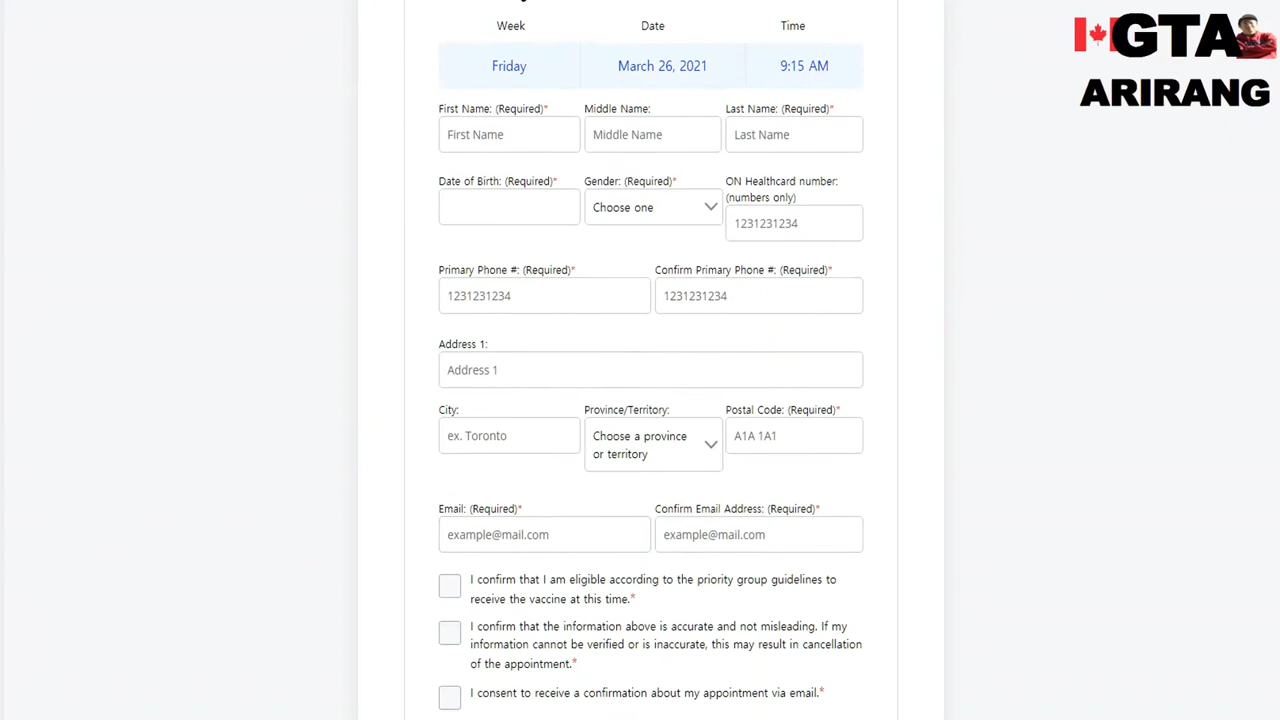 GTA
ARIRANG
Week Date Time
Friday March 26, 2021 9:15 AM
First Name: (Required)* Middle Name: Last Name: (Required)*
First Name Middle Name Last Name
Date of Birth: (Required)* Gender: (Required)* ON Healthcard number:
(numbers only)
Choose one 1231231234
Primary Phone #: (Required)* Confirm Primary Phone #: (Required)*
1231231234 1231231234
Address 1:
Address 1
City: Province/Territory: Postal Code: (Required)*
ex. Toronto Choose a province A1A 1A1
or territory
Email: (Required)* Confirm Email Address: (Required)*
example@mail.com example@mail.com
I confirm that I am eligible according to the priority group guidelines to
receive the vaccine at this time.*
I confirm that the information above is accurate and not misleading. If my
information cannot be verified or is inaccurate, this may result in cancellation
of the appointment.*
I consent to receive a confirmation about my appointment via email.*